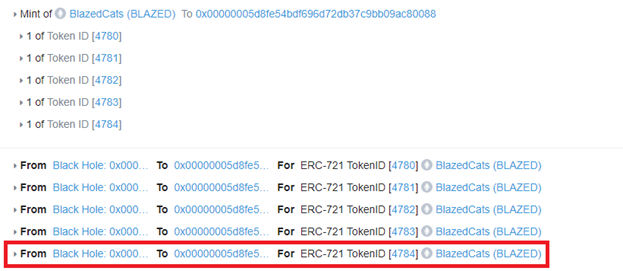 Mint of BlazedCats (BLAZED) To 0x00000005d8fe54bdf696d72db37c9bb09ac80088
1 of Token ID [4780]
1 of Token ID [4781]
1 of Token ID [4782]
1 of Token ID [4783]
1 of Token ID [4784]
From Black Hole: 0x000... To 0x00000005d8fe5... For ERC-721 TokenID [4780] BlazedCats (BLAZED)
From Black Hole: 0x000... To 0x00000005d8fe5... For ERC-721 TokenID [4781] BlazedCats (BLAZED)
From Black Hole: 0x000... To 0x00000005d8fe5... For ERC-721 TokenID [4782] BlazedCats (BLAZED)
From Black Hole: 0x000... To 0x00000005d8fe5... For ERC-721 TokenID [4783] BlazedCats (BLAZED)
From Black Hole: 0x000... To 0x00000005d8fe5... For ERC-721 TokenID [4784] BlazedCats (BLAZED)